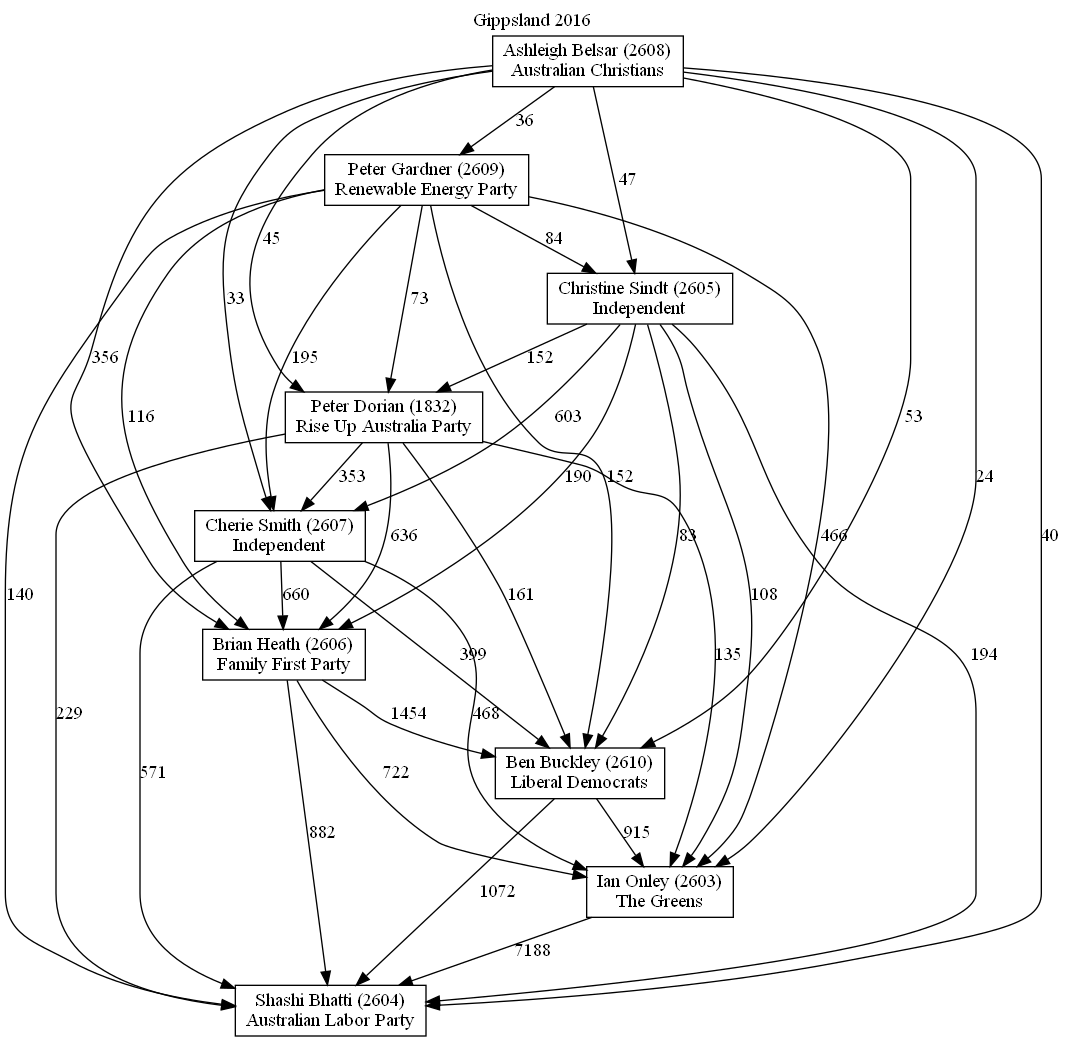 Gippsland 2016
Ashleigh Belsar (2608)
Australian Christians
36
Peter Gardner (2609)
Renewable Energy Party
47
45
84
Christine Sindt (2605)
Independent
33
73
356
195
152
116
Peter Dorian (1832)
Rise Up Australia Party
603
53
353
190
152
24
Cherie Smith (2607)
Independent
636
83
466
40
140
660
161
108
Brian Heath (2606)
Family First Party
399
135
194
229
1454
468
571
722
Ben Buckley (2610)
Liberal Democrats
882
915
1072
Ian Onley (2603)
The Greens
7188
Shashi Bhatti (2604)
Australian Labor Party